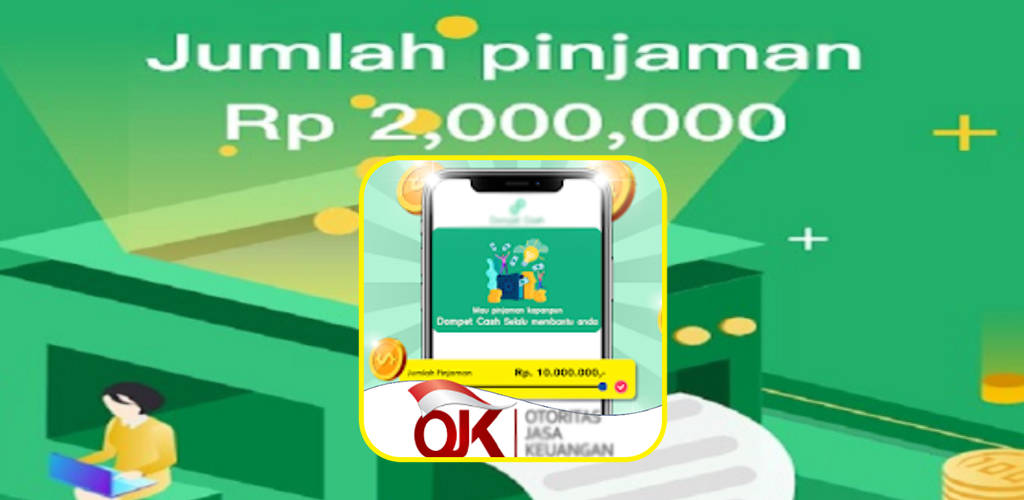 Jumlah pinjaman
Rp 2,000,000
Dompet Cash
Mau pinjaman kapanpun
Dompet Cash Selalu membantu anda
Jumlah Pinjaman Rp. 10.000.000,-
OJK OTORITAS
JASA
KEUANGAN